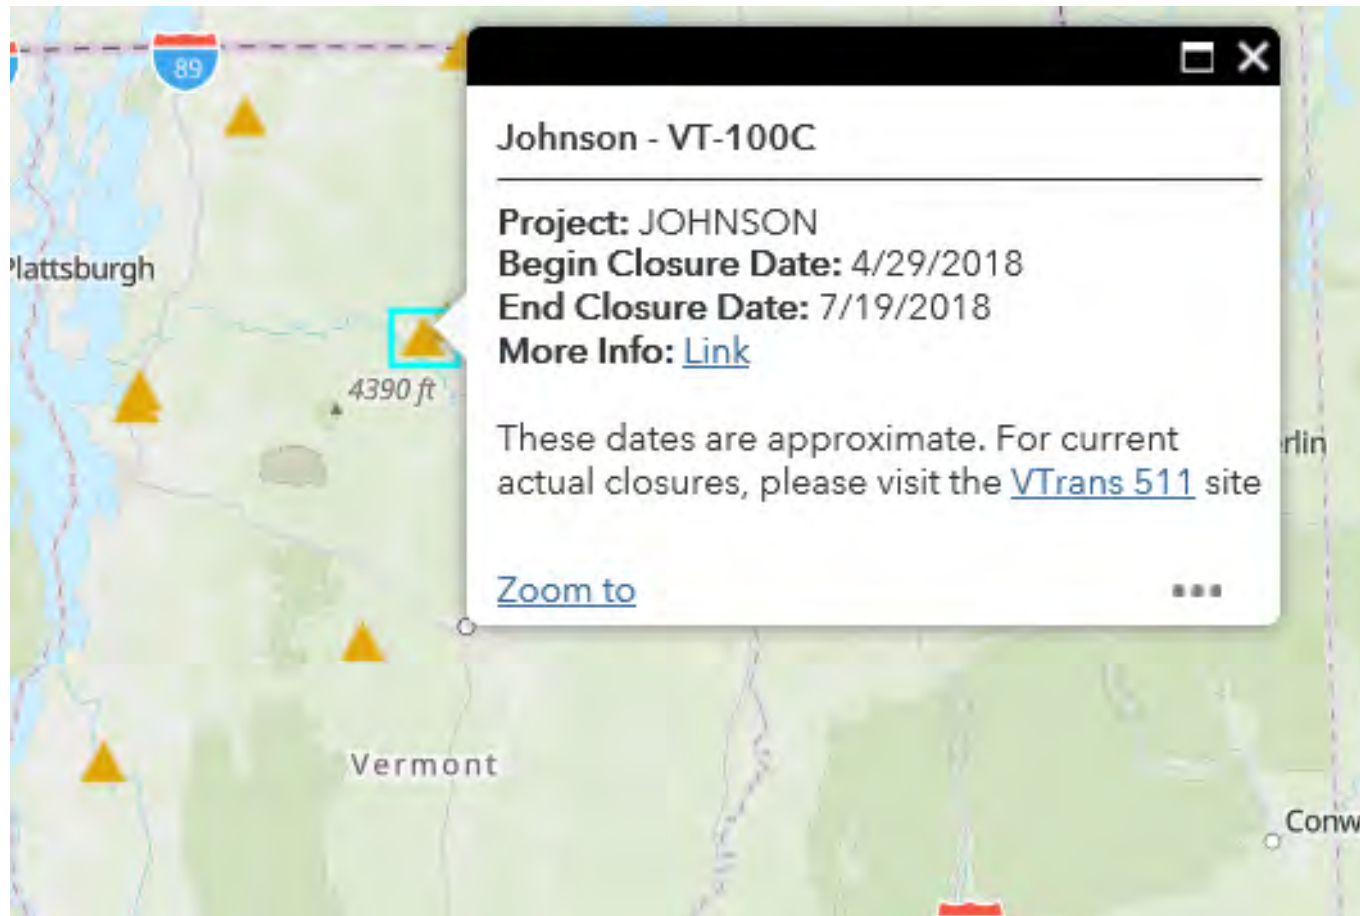 89
Johnson - VT-100C
Project: JOHNSON
Begin Closure Date: 4/29/2018
End Closure Date: 7/19/2018
More Info: Link
These dates are approximate. For current
actual closures, please visit the VTrans 511 site
Zoom to
lattsburgh
4390 ft
rlin
Vermont
Conw